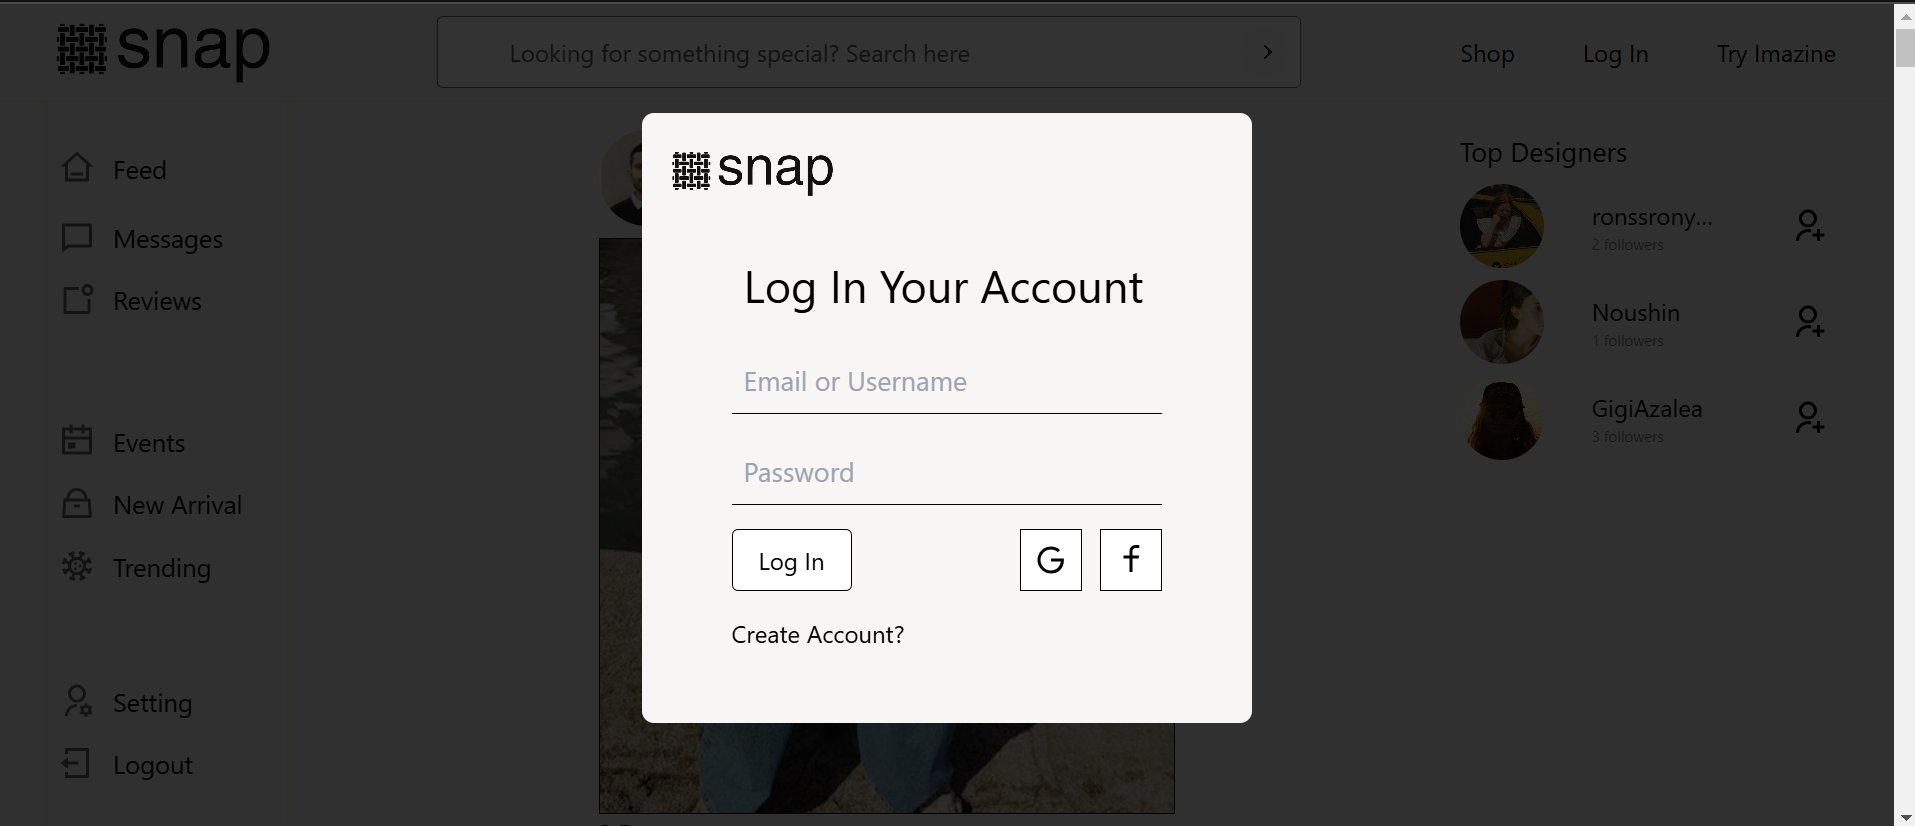 snap
Looking for something special? Search here
Shop
Log In
Try Imazine
Feed
Messages
Reviews
Events
New Arrival
Trending
Setting
Logout
snap
Log In Your Account
Email or Username
Password
Log In
G
f
Create Account?
Top Designers
ronssrony...
2 followers
Noushin
1 followers
GigiAzalea
3 followers